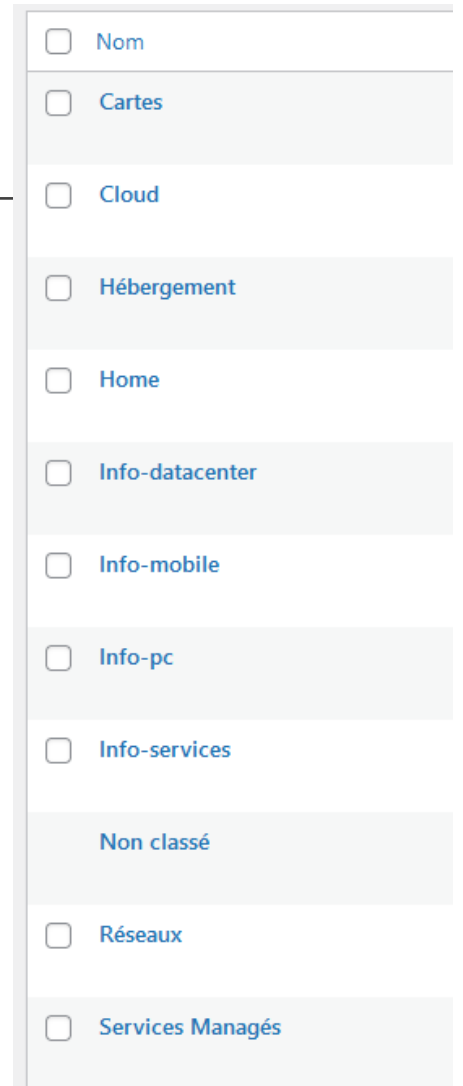 Nom
Cartes
Cloud
Hébergement
Home
Info-datacenter
Info-mobile
Info-pc
Info-services
Non classé
Réseaux
Services Managés